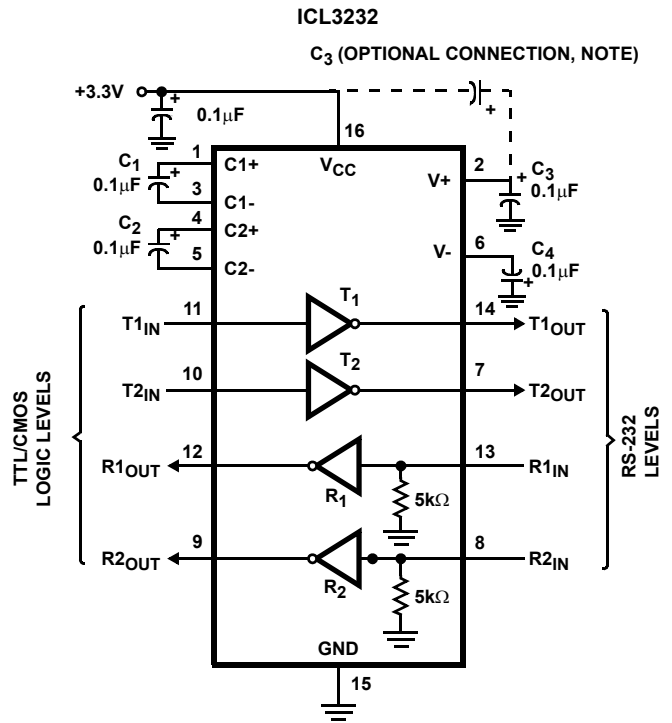 ICL3232
C3 (OPTIONAL CONNECTION, NOTE)
+3.3V
+
0.1μF
+
16
VCC
1
C1+
C1
0.1μF
+
3
C1-
4
C2+
C2
0.1μF
+
5
C2-
2
V+
+
C3
0.1μF
6
V-
C4
0.1μF
+
T1IN
11
T1
14
T1OUT
T2IN
10
T2
7
T2OUT
R1OUT
12
R1
13
R1IN
5kΩ
R2OUT
9
R2
8
R2IN
5kΩ
TTL/CMOS
LOGIC LEVELS
RS-232
LEVELS
GND
15